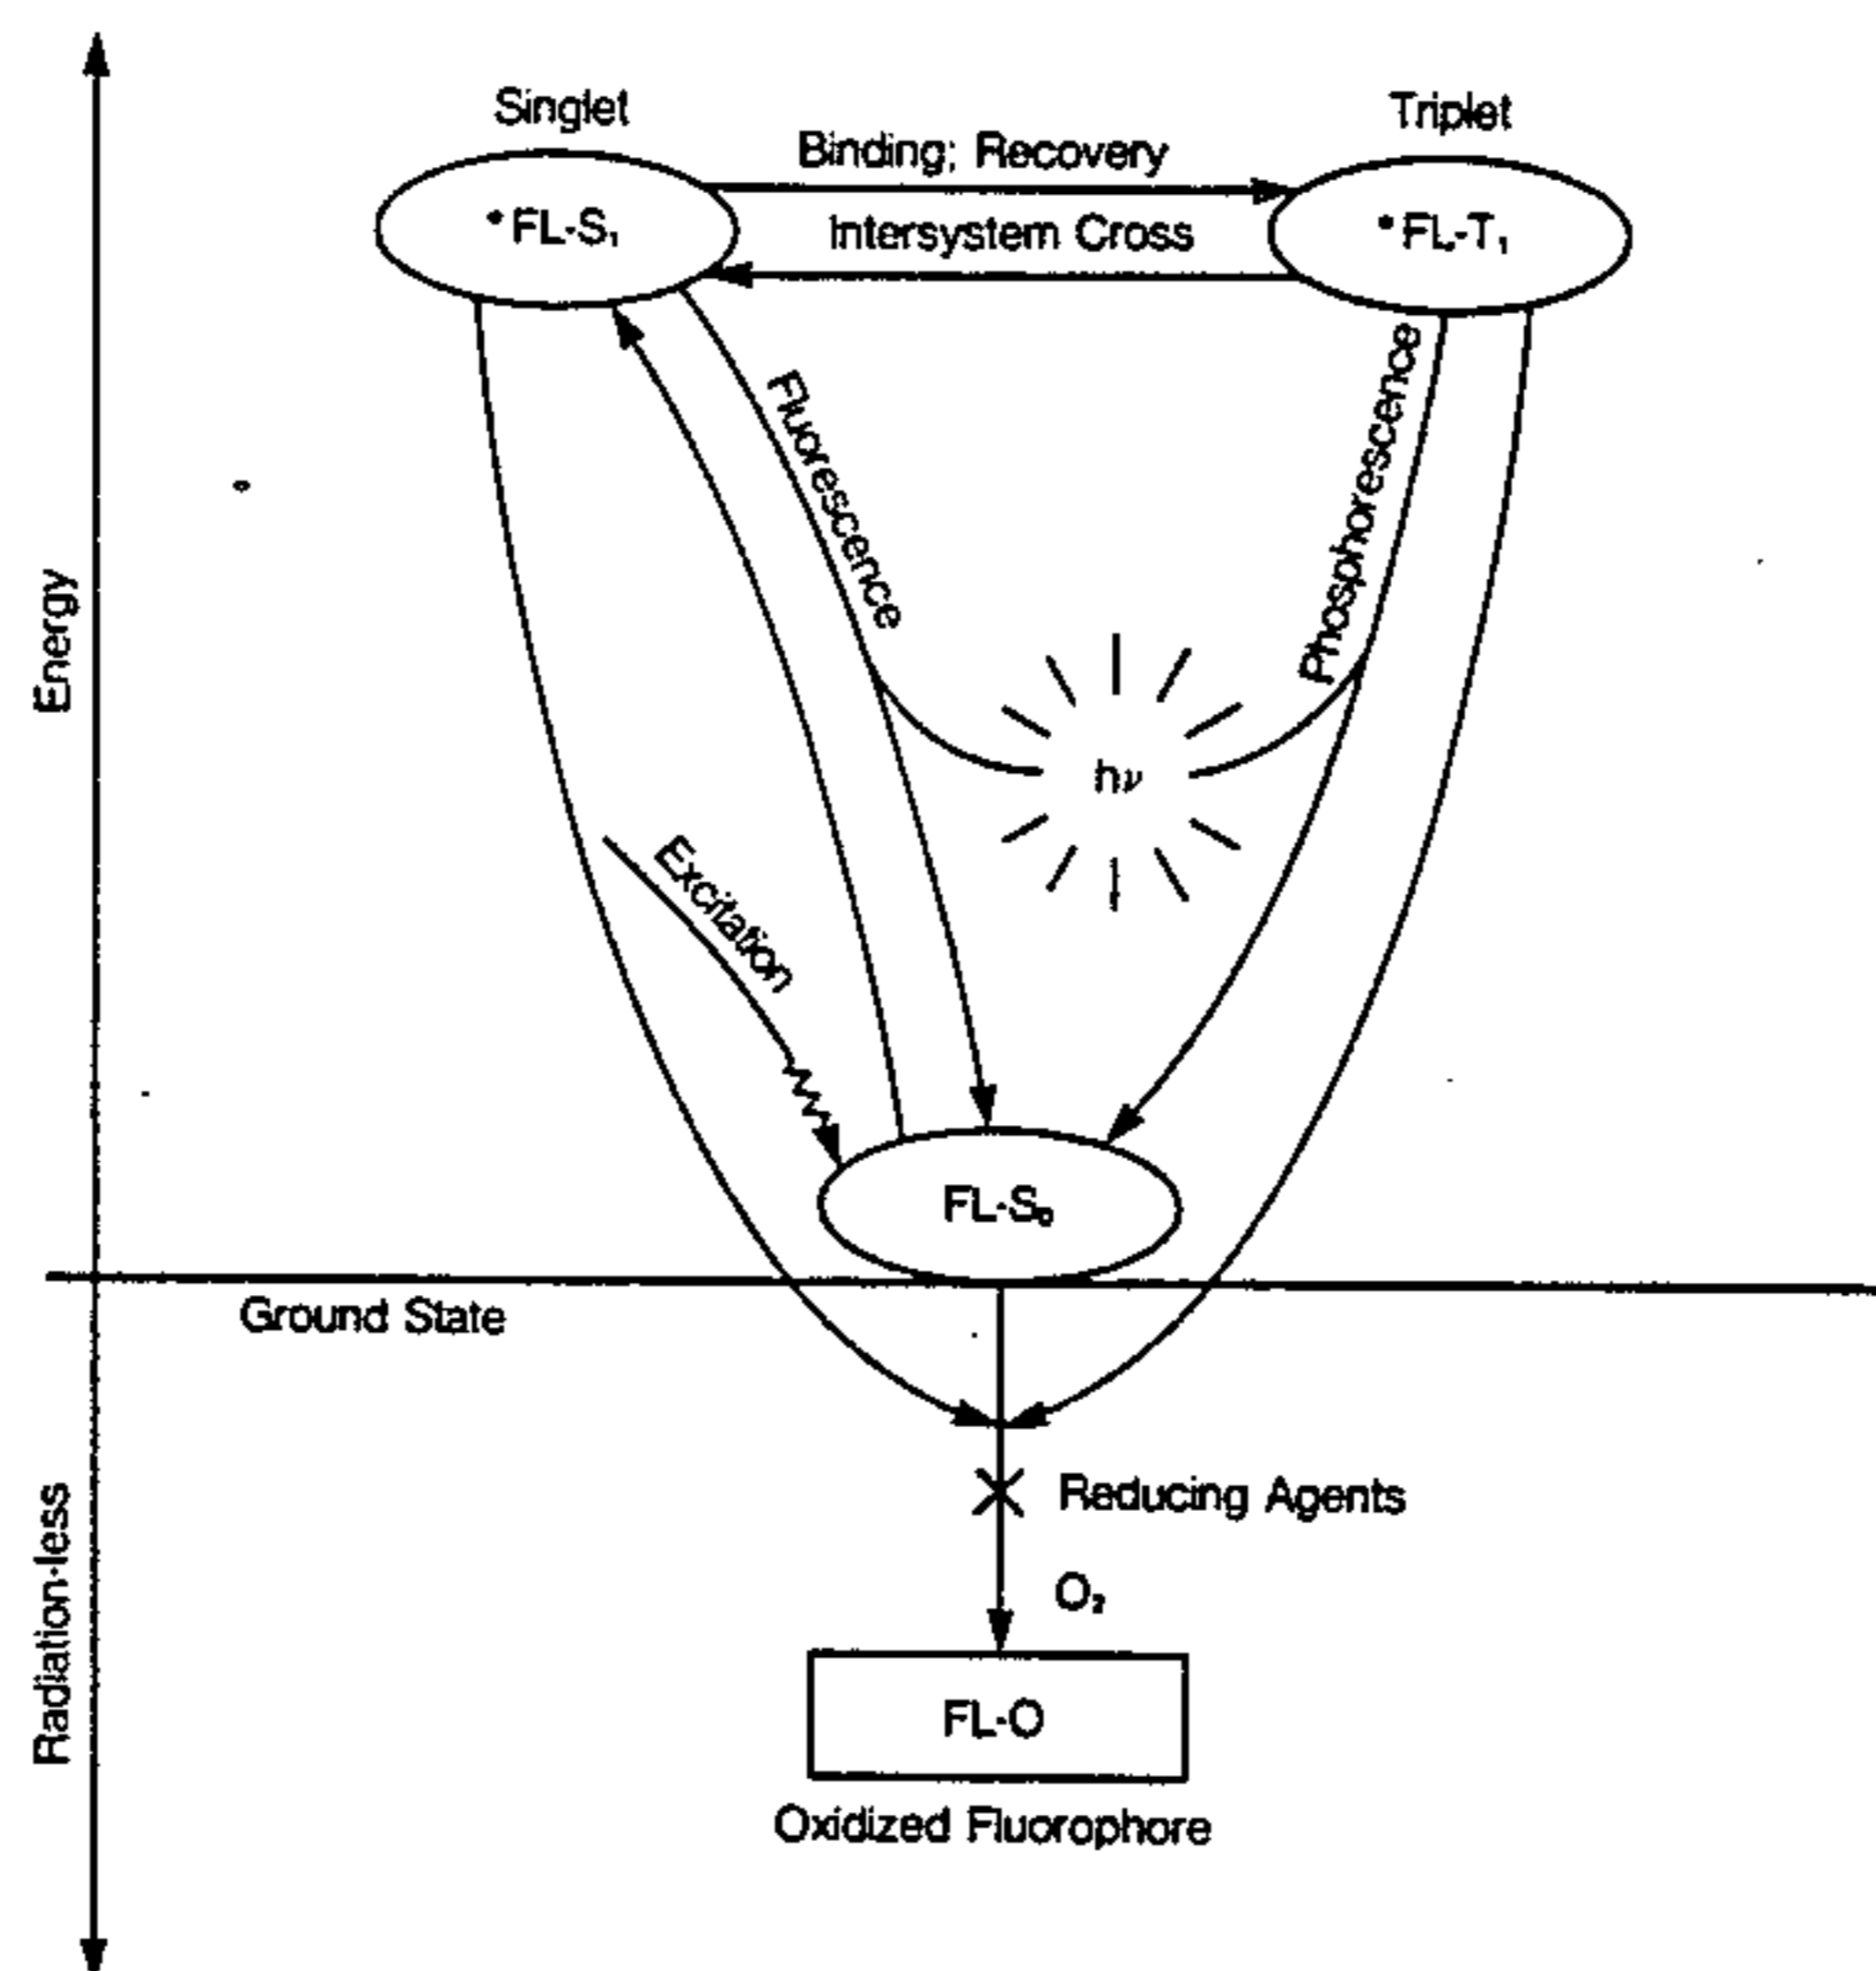 Singlet
Triplet
Binding; Recovery
•FL-S₁
Intersystem Cross
•FL-T₁
Fluorescence
Phosphorescence
Energy
hν
Excitation
FL-S₀
Ground State
Reducing Agents
Radiation-less
O₂
FL-O
Oxidized Fluorophore